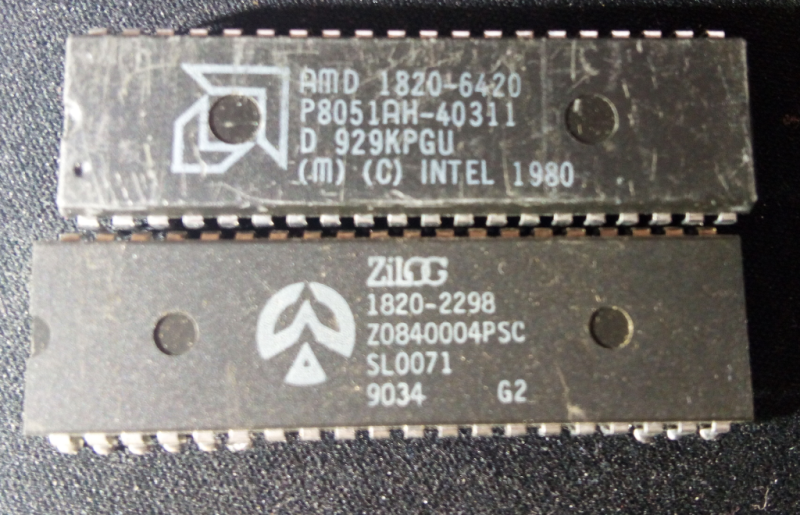 AMD 1820-6420
P8051AH-40311
D 929KPGU
(M) (C) INTEL 1980
ZiLOG
1820-2298
Z0840004PSC
SL0071
9034 G2